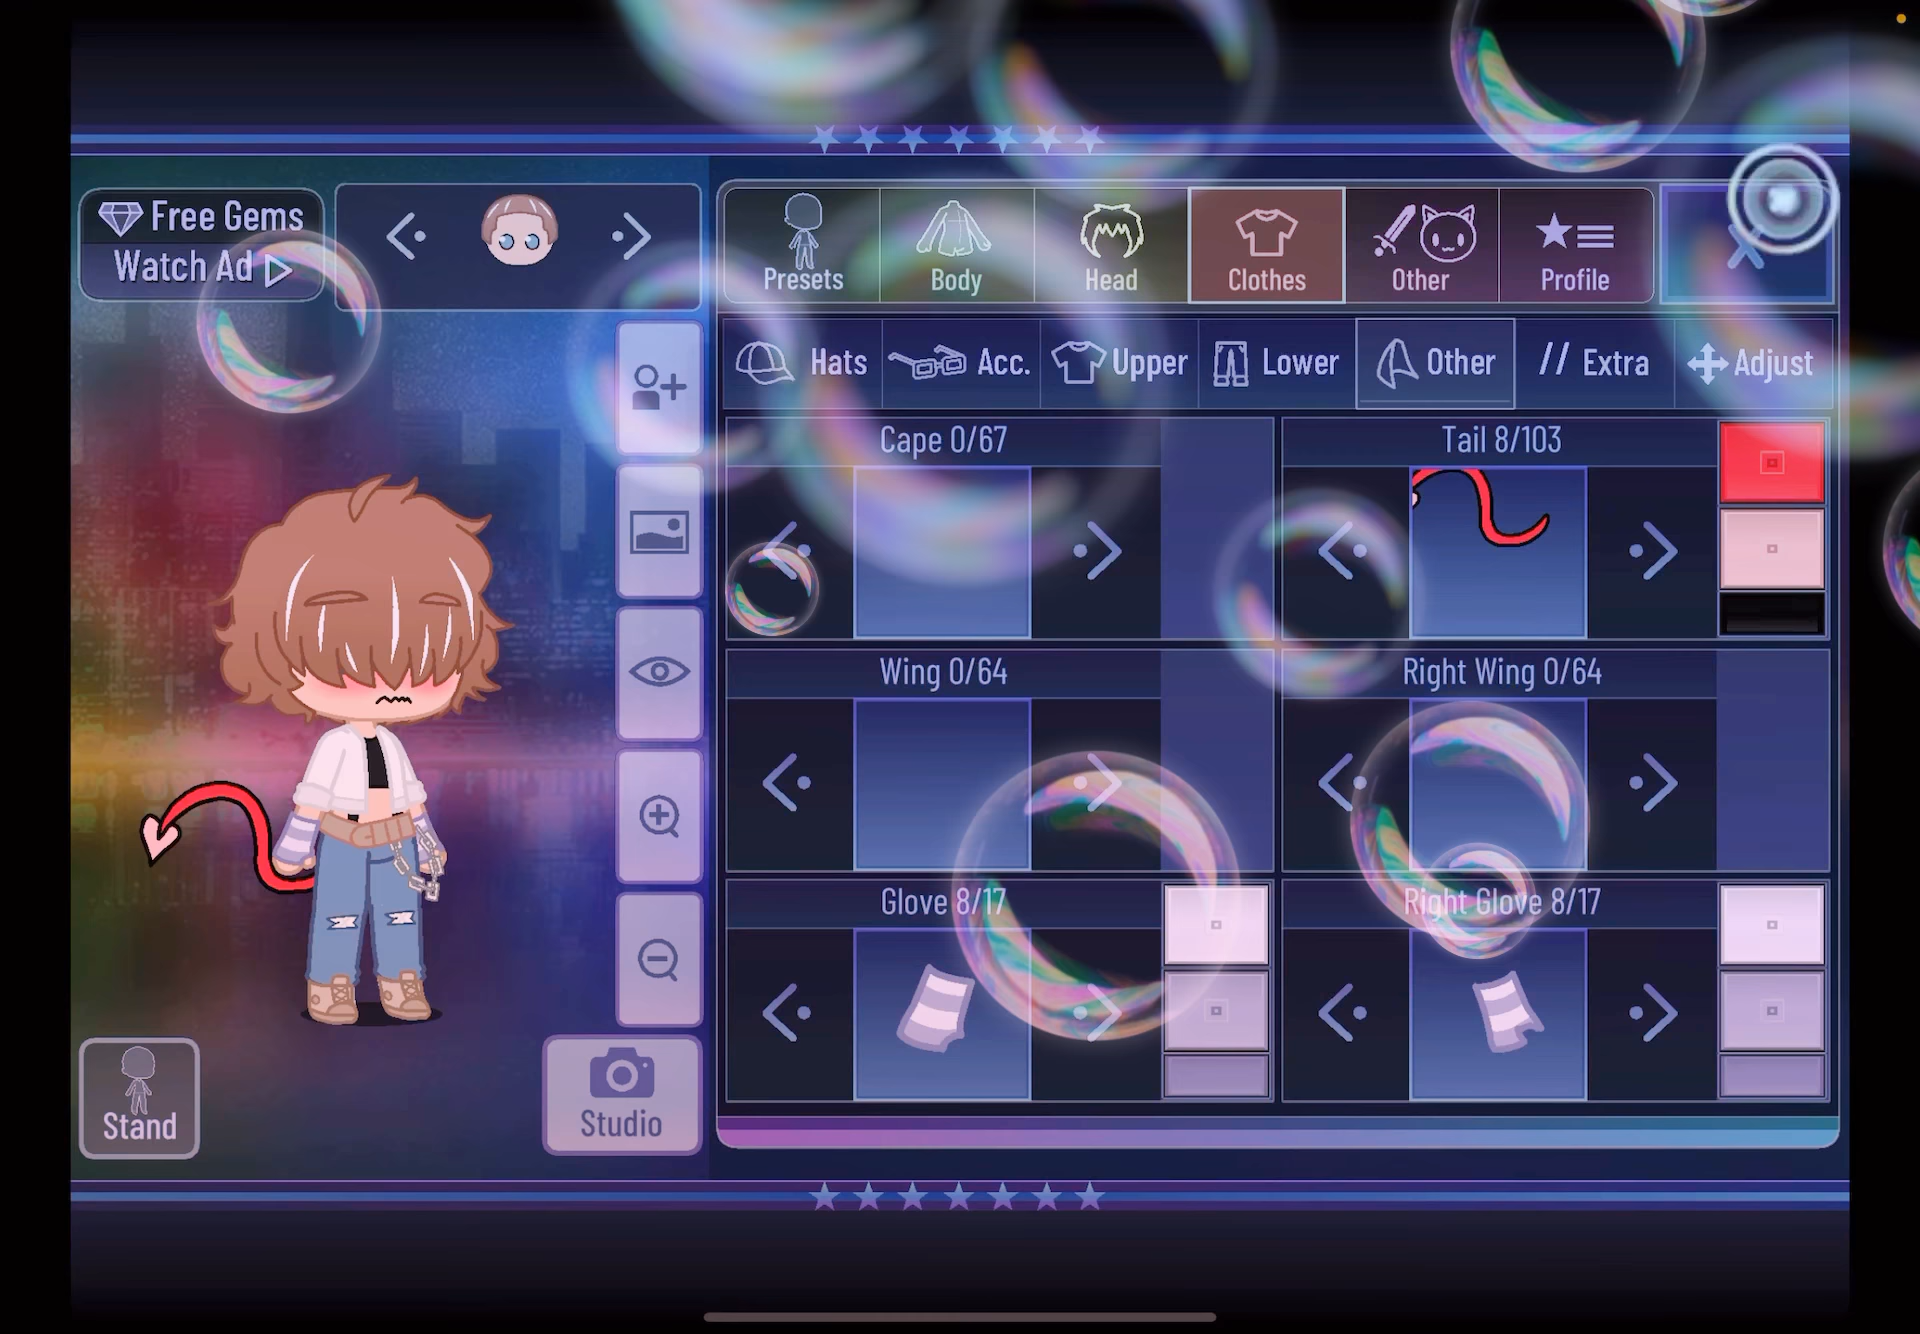 Free Gems
Watch Ad
Presets
Body
Head
Clothes
Other
Profile
X
Hats
Acc.
Upper
Lower
Other
Extra
Adjust
Cape 0/67
Tail 8/103
Wing 0/64
Right Wing 0/64
Glove 8/17
Right Glove 8/17
Stand
Studio